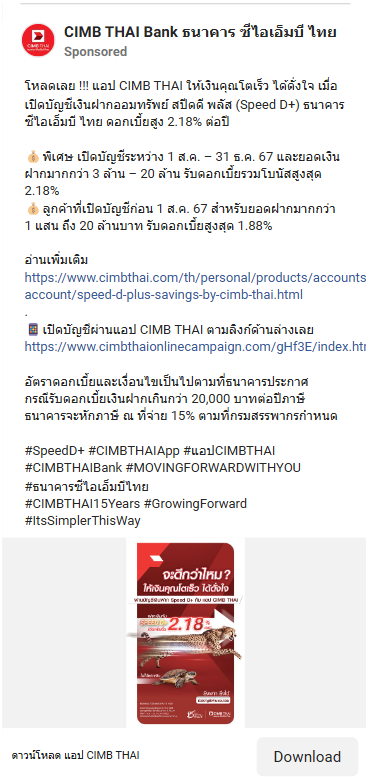 CIMB THAI Bank ธนาคาร ซีไอเอ็มบี ไทย
Sponsored
โหลดเลย !!! แอป CIMB THAI ให้เงินคุณโตเร็ว ได้ดั่งใจ เมื่อ
เปิดบัญชีเงินฝากออมทรัพย์ สปีดดี พลัส (Speed D+) ธนาคาร
ซีไอเอ็มบี ไทย ดอกเบี้ยสูง 2.18% ต่อปี
💰 พิเศษ เปิดบัญชีระหว่าง 1 ส.ค. – 31 ธ.ค. 67 และยอดเงิน
ฝากมากกว่า 3 ล้าน – 20 ล้าน รับดอกเบี้ยรวมโบนัสสูงสุด
2.18%
💰 ลูกค้าที่เปิดบัญชีก่อน 1 ส.ค. 67 สำหรับยอดฝากมากกว่า
1 แสน ถึง 20 ล้านบาท รับดอกเบี้ยสูงสุด 1.88%
อ่านเพิ่มเติม
https://www.cimbthai.com/th/personal/products/accounts
account/speed-d-plus-savings-by-cimb-thai.html
.
เปิดบัญชีผ่านแอป CIMB THAI ตามลิงก์ด้านล่างเลย
https://www.cimbthaionlinecampaign.com/gHf3E/index.htm
อัตราดอกเบี้ยและเงื่อนไขเป็นไปตามที่ธนาคารประกาศ
กรณีรับดอกเบี้ยเงินฝากเกินกว่า 20,000 บาทต่อปีภาษี
ธนาคารจะหักภาษี ณ ที่จ่าย 15% ตามที่กรมสรรพากรกำหนด
#SpeedD+ #CIMBTHAIApp #แอปCIMBTHAI
#CIMBTHAIBank #MOVINGFORWARDWITHYOU
#ธนาคารซีไอเอ็มบีไทย
#CIMBTHAI15Years #GrowingForward
#ItsSimplerThisWay
จะดีกว่าไหม?
ให้เงินคุณโตเร็ว ได้ดั่งใจ
2.18%
ดาวน์โหลด แอป CIMB THAI
Download